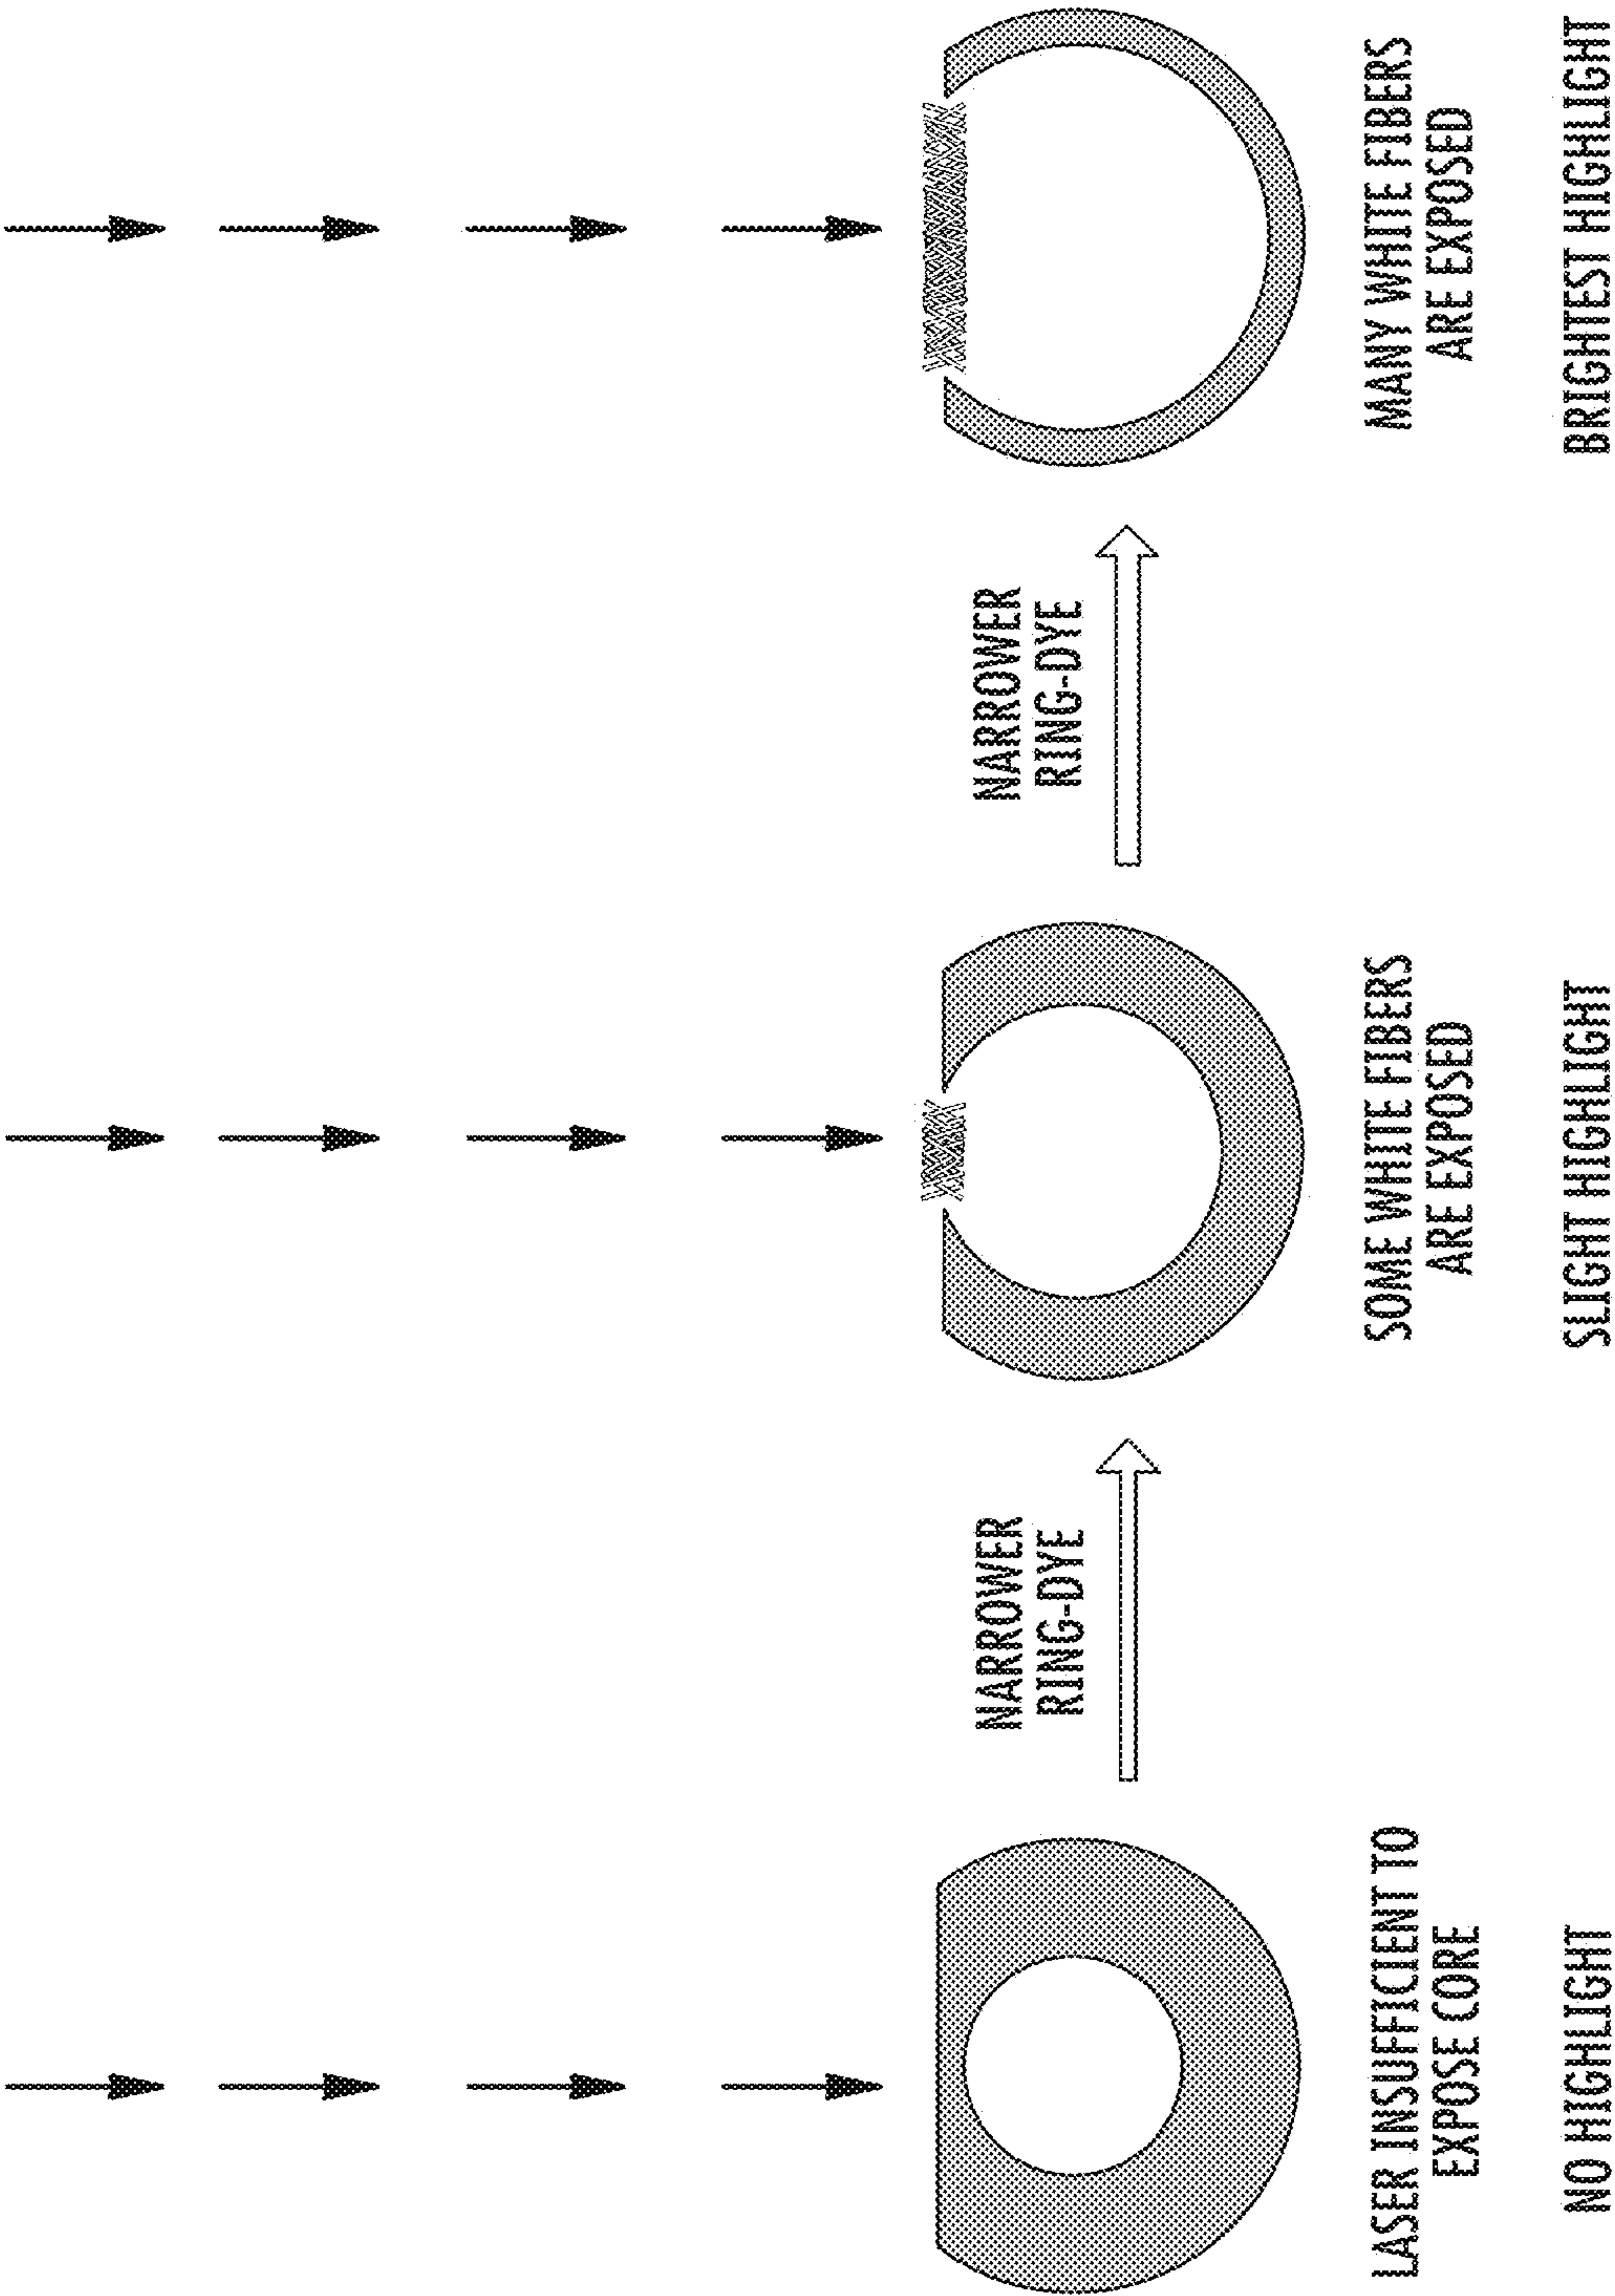 NARROWER
RING-DYE
NARROWER
RING-DYE
LASER INSUFFICIENT TO
EXPOSE CORE
SOME WHITE FIBERS
ARE EXPOSED
MANY WHITE FIBERS
ARE EXPOSED
NO HIGHLIGHT
SLIGHT HIGHLIGHT
BRIGHTEST HIGHLIGHT